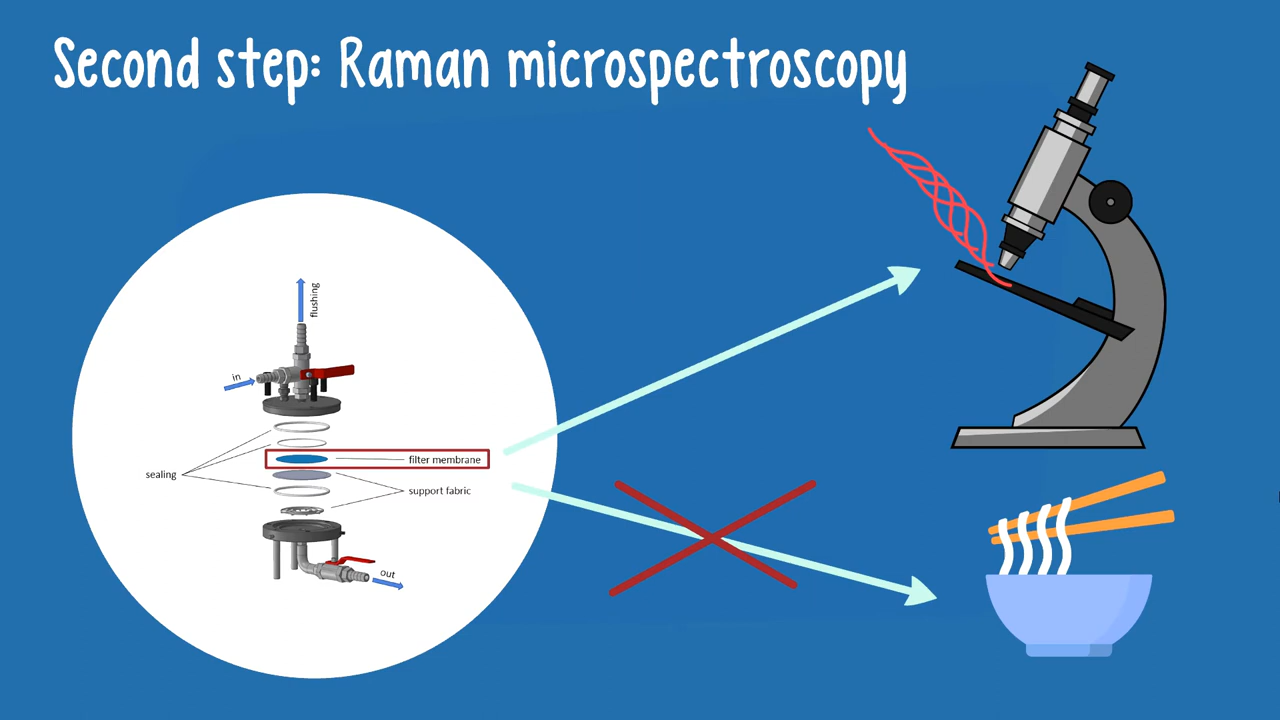 Second step: Raman microspectroscopy
flushing
in
filter membrane
sealing
support fabric
out